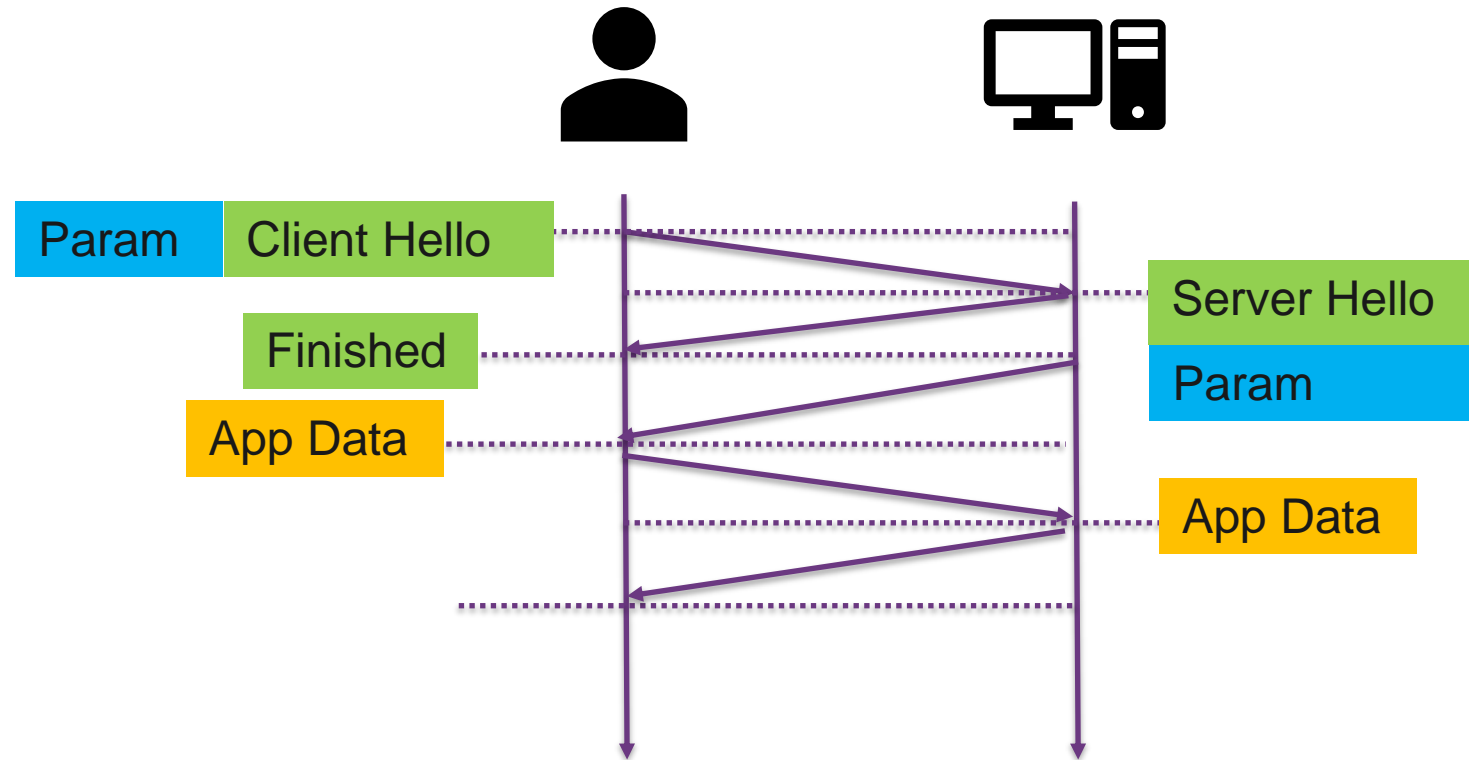 Param
Client Hello
Server Hello
Finished
Param
App Data
App Data